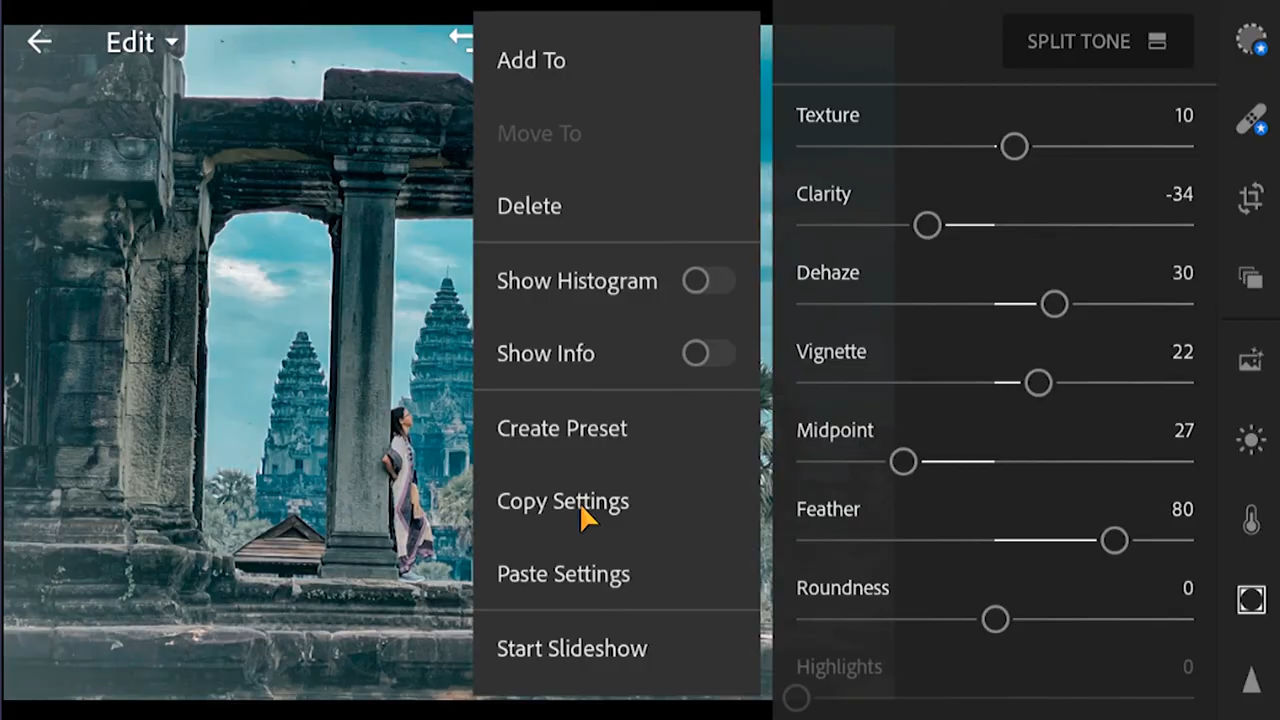 Edit
Add To
Move To
Delete
Show Histogram
Show Info
Create Preset
Copy Settings
Paste Settings
Start Slideshow
SPLIT TONE
Texture 10
Clarity -34
Dehaze 30
Vignette 22
Midpoint 27
Feather 80
Roundness 0
Highlights 0